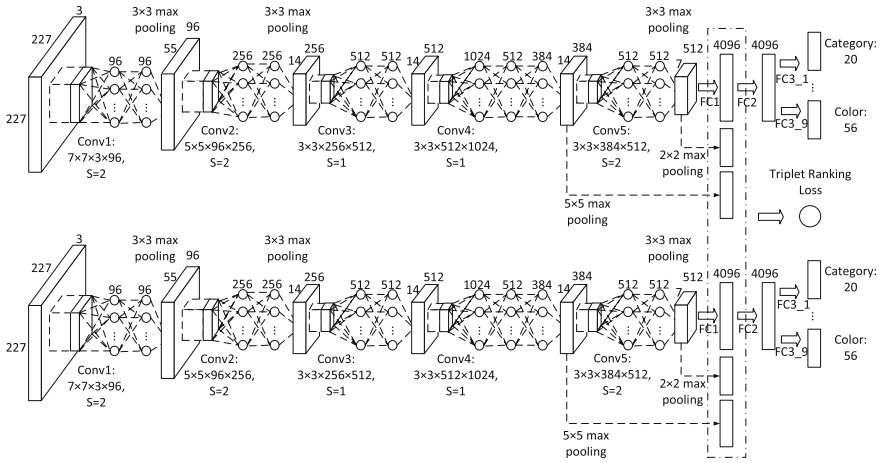 3
3×3 max
pooling
96
3×3 max
pooling
3×3 max
pooling
227
227
96 96
55
256 256
14
256
512 512
14
512
1024 512 384
14
384
512 512
7
512
4096
4096
FC1
FC2
FC3_1
FC3_9
Category:
20
Color:
56
Conv1:
7×7×3×96,
S=2
Conv2:
5×5×96×256,
S=2
Conv3:
3×3×256×512,
S=1
Conv4:
3×3×512×1024,
S=1
Conv5:
3×3×384×512,
S=2
2×2 max
pooling
5×5 max
pooling
Triplet Ranking
Loss
3
3×3 max
pooling
96
3×3 max
pooling
3×3 max
pooling
227
227
96 96
55
256 256
14
256
512 512
14
512
1024 512 384
14
384
512 512
7
512
4096
4096
FC1
FC2
FC3_1
FC3_9
Category:
20
Color:
56
Conv1:
7×7×3×96,
S=2
Conv2:
5×5×96×256,
S=2
Conv3:
3×3×256×512,
S=1
Conv4:
3×3×512×1024,
S=1
Conv5:
3×3×384×512,
S=2
2×2 max
pooling
5×5 max
pooling